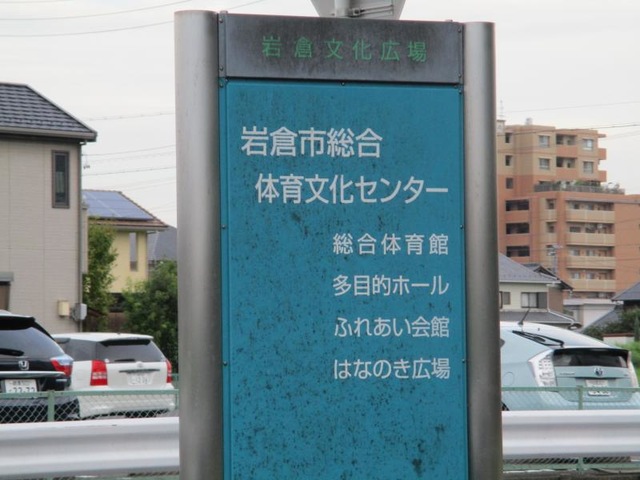 岩倉文化広場
岩倉市総合
体育文化センター
総合体育館
多目的ホール
ふれあい会館
はなのき広場